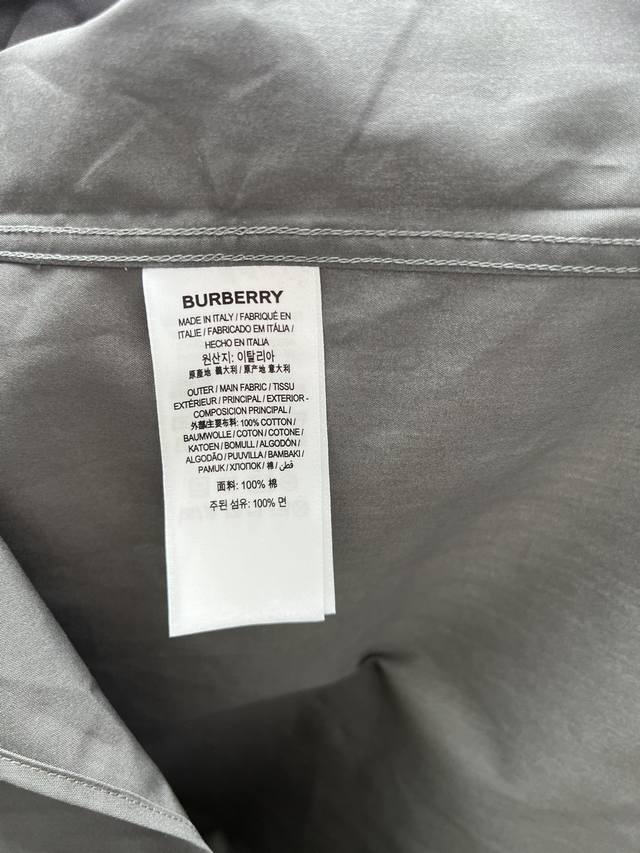 BURBERRY
MADE IN ITALY / FABRIQUÉ EN
ITALIE / FABRICADO EM ITÁLIA /
HECHO EN ITALIA
원산지: 이탈리아
原產地 義大利 / 原产地 意大利
OUTER / MAIN FABRIC / TISSU
EXTÉRIEUR / PRINCIPAL / EXTERIOR -
COMPOSICION PRINCIPAL /
外部/主要布料: 100% COTTON /
BAUMWOLLE / COTON / COTONE /
KATOEN / BOMULL / ALGODÓN /
ALGODÃO / PUUVILLA / BAMBAKI /
PAMUK / ХЛОПОК / 棉 / قطن
面料: 100% 棉
주된 섬유: 100% 면